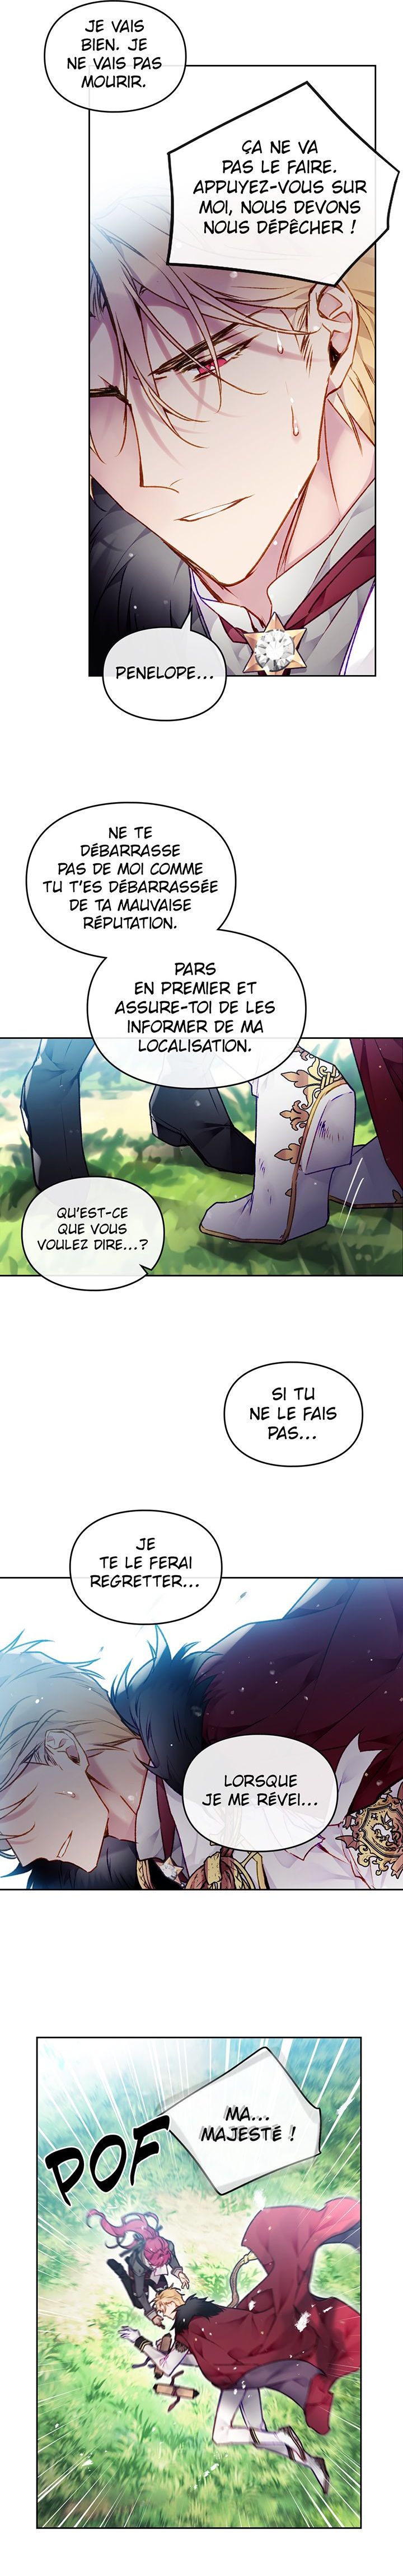 JE VAIS
BIEN. JE
NE VAIS PAS
MOURIR.
ÇA NE VA
PAS LE FAIRE.
APPUYEZ-VOUS SUR
MOI, NOUS DEVONS
NOUS DÉPÊCHER !
PENELOPE...
NE TE
DÉBARRASSE
PAS DE MOI COMME
TU T'ES DÉBARRASSÉE
DE TA MAUVAISE
RÉPUTATION.
PARS
EN PREMIER ET
ASSURE-TOI DE LES
INFORMER DE MA
LOCALISATION.
QU'EST-CE
QUE VOUS
VOULEZ DIRE...?
SI TU
NE LE FAIS
PAS...
JE
TE LE FERAI
REGRETTER...
LORSQUE
JE ME RÉVEI...
MA...
MAJESTÉ !
POF